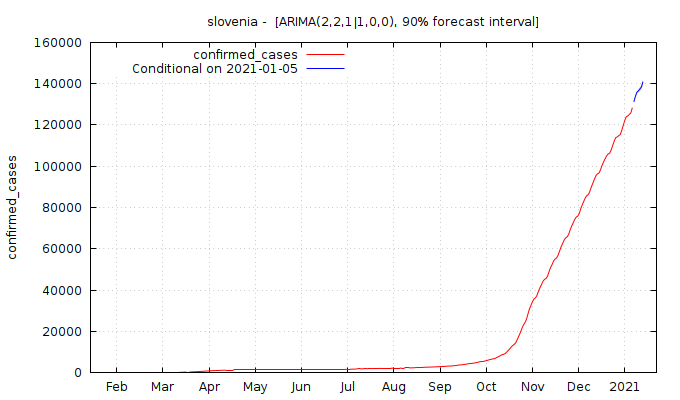 slovenia -  [ARIMA(2,2,1|1,0,0), 90% forecast interval]
confirmed_cases
Conditional on 2021-01-05
160000
140000
120000
100000
80000
60000
40000
20000
0
confirmed_cases
Feb Mar Apr May Jun Jul Aug Sep Oct Nov Dec 2021